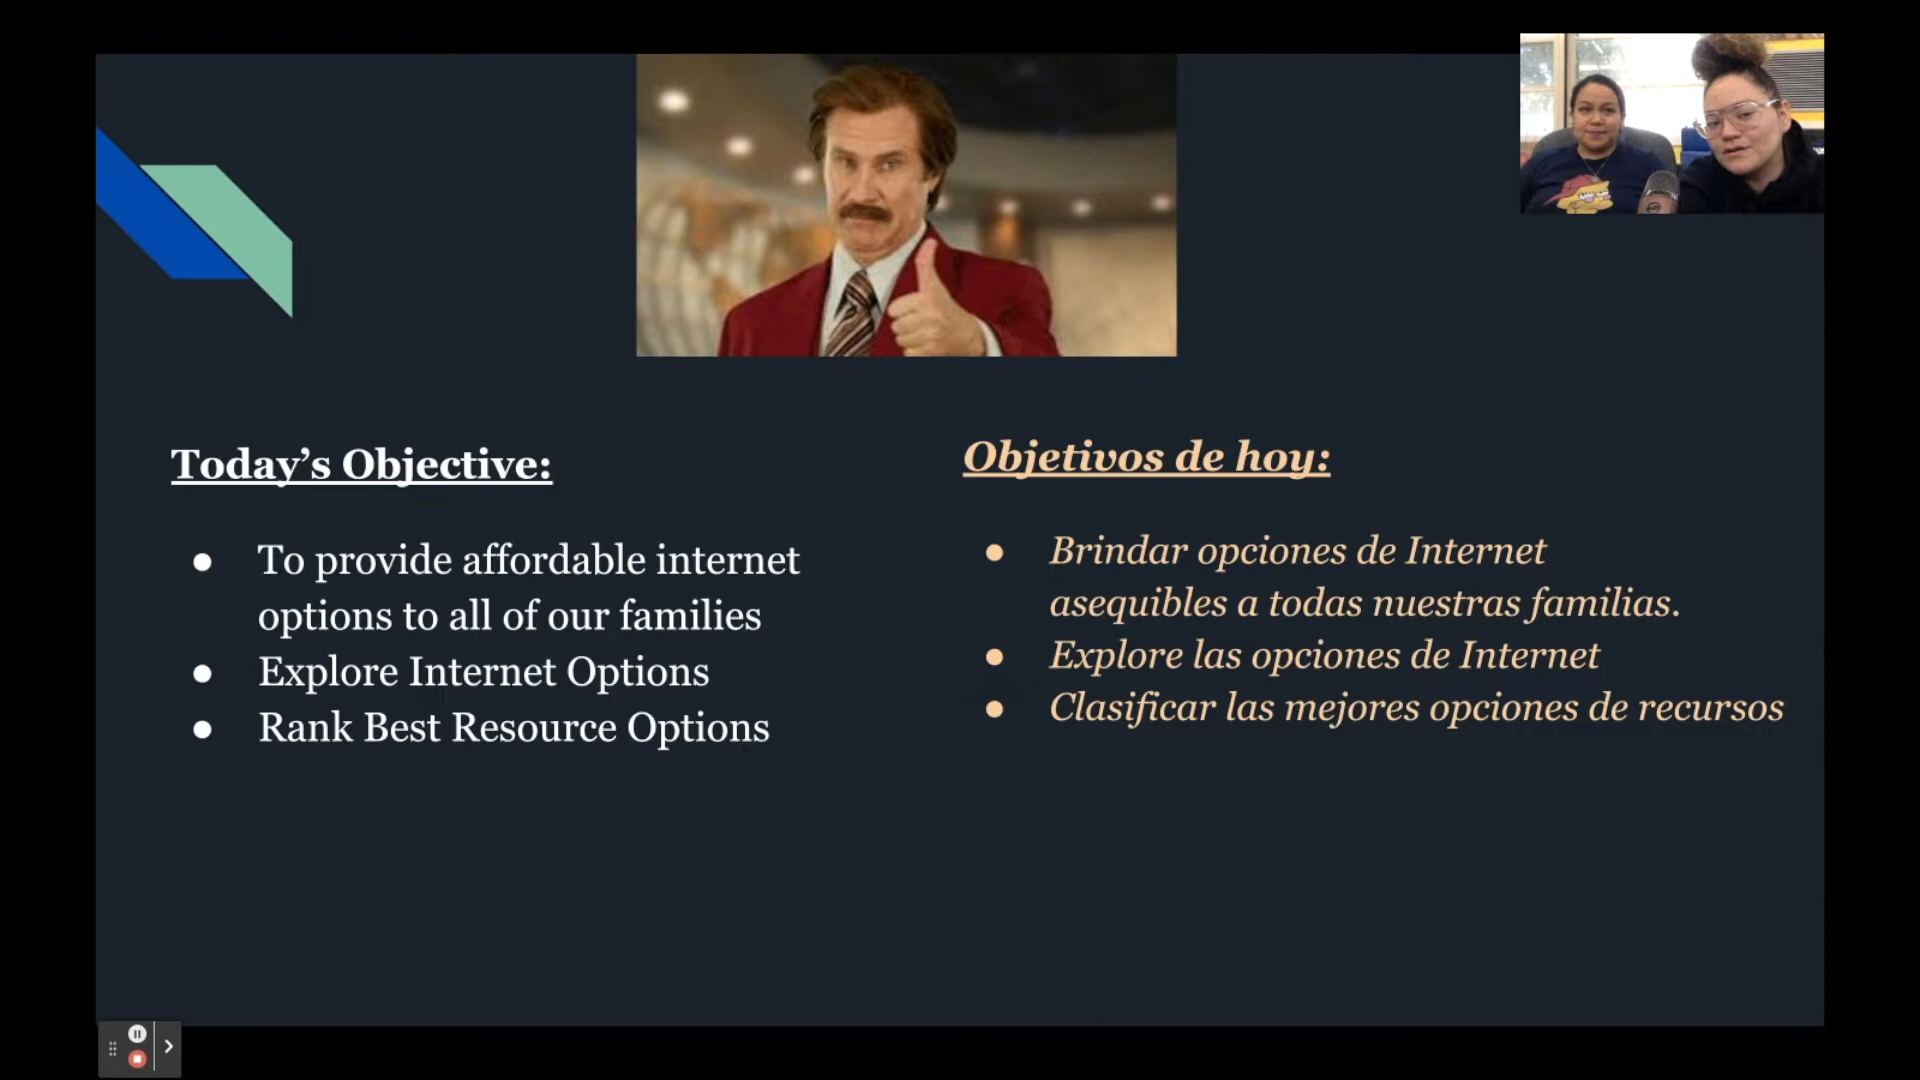 Today's Objective:
To provide affordable internet
options to all of our families
Explore Internet Options
Rank Best Resource Options
Objetivos de hoy:
Brindar opciones de Internet
asequibles a todas nuestras familias.
Explore las opciones de Internet
Clasificar las mejores opciones de recursos